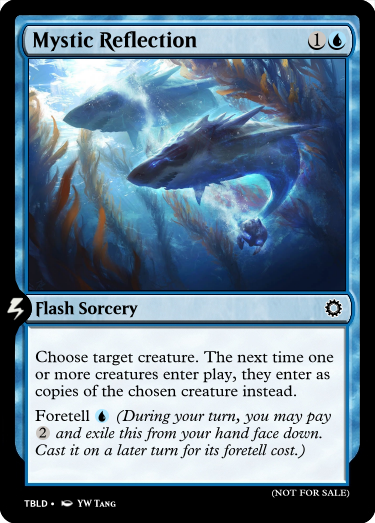 Mystic Reflection 1
Flash Sorcery
Choose target creature. The next time one
or more creatures enter play, they enter as
copies of the chosen creature instead.
Foretell (During your turn, you may pay
2 and exile this from your hand face down.
Cast it on a later turn for its foretell cost.)
(NOT FOR SALE)
TBLD • YW Tang